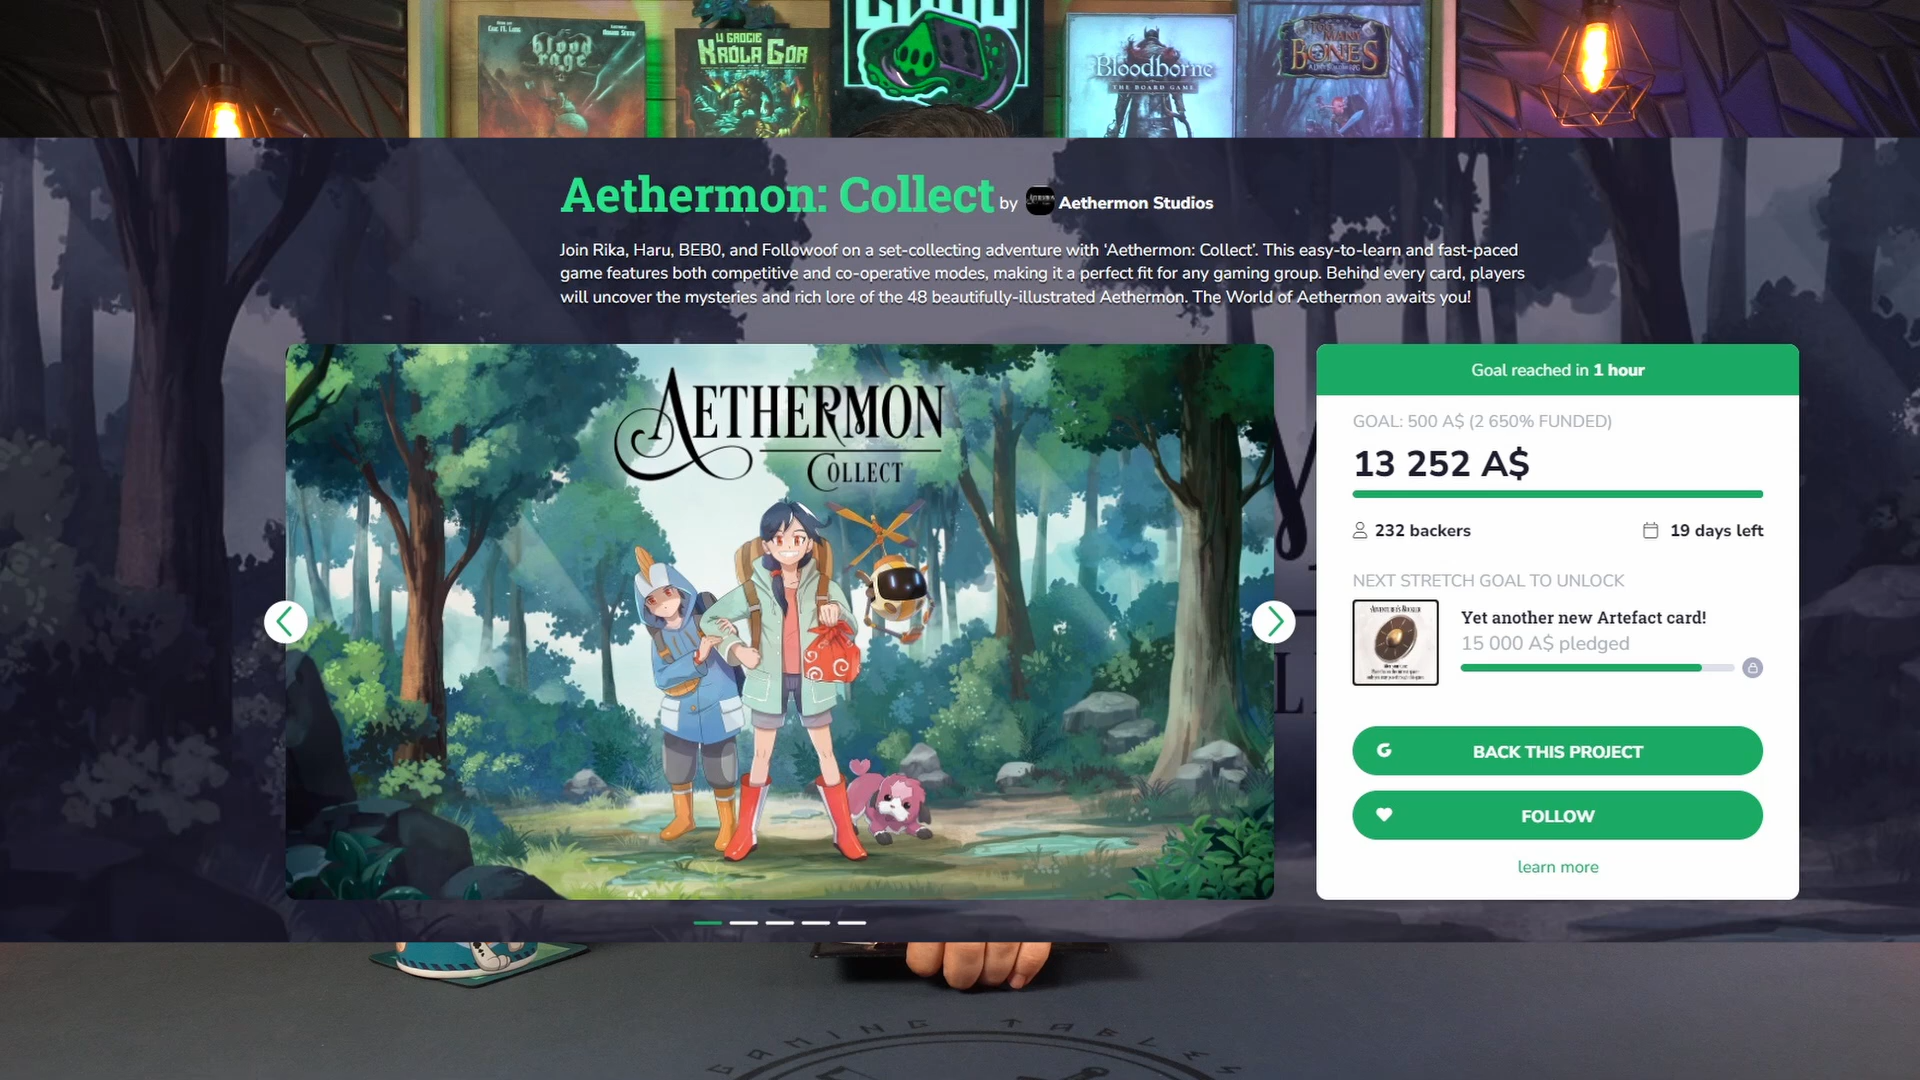 blood
rage
W GROCIE
KRÓLA GÓR
Bloodborne
THE BOARD GAME
TOO
MANY
BONES
Aethermon: Collect by Aethermon Studios
Join Rika, Haru, BEB0, and Followoof on a set-collecting adventure with ‘Aethermon: Collect’. This easy-to-learn and fast-paced
game features both competitive and co-operative modes, making it a perfect fit for any gaming group. Behind every card, players
will uncover the mysteries and rich lore of the 48 beautifully-illustrated Aethermon. The World of Aethermon awaits you!
AETHERMON
COLLECT
Goal reached in 1 hour
GOAL: 500 A$ (2 650% FUNDED)
13 252 A$
232 backers
19 days left
NEXT STRETCH GOAL TO UNLOCK
Yet another new Artefact card!
15 000 A$ pledged
BACK THIS PROJECT
FOLLOW
learn more
GAMING TABLES